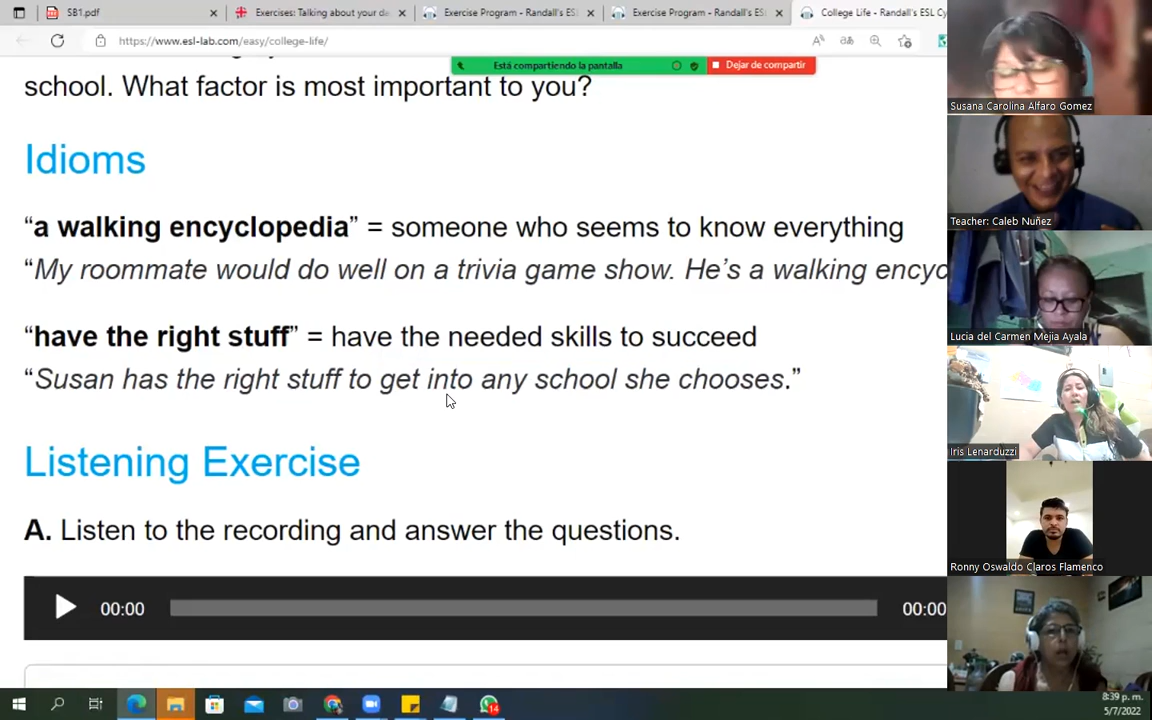 SB1.pdf
Exercises: Talking about your da
Exercise Program - Randall's ESL
Exercise Program - Randall's ESL
College Life - Randall's ESL Cy
https://www.esl-lab.com/easy/college-life/
Está compartiendo la pantalla
Dejar de compartir
school. What factor is most important to you?
Idioms
“a walking encyclopedia” = someone who seems to know everything
“My roommate would do well on a trivia game show. He’s a walking encyc
“have the right stuff” = have the needed skills to succeed
“Susan has the right stuff to get into any school she chooses.”
Listening Exercise
A. Listen to the recording and answer the questions.
00:00
00:00
Susana Carolina Alfaro Gomez
Teacher: Caleb Nuñez
Lucia del Carmen Mejia Ayala
Iris Lenarduzzi
Ronny Oswaldo Claros Flamenco
14
8:39 p. m.
5/7/2022